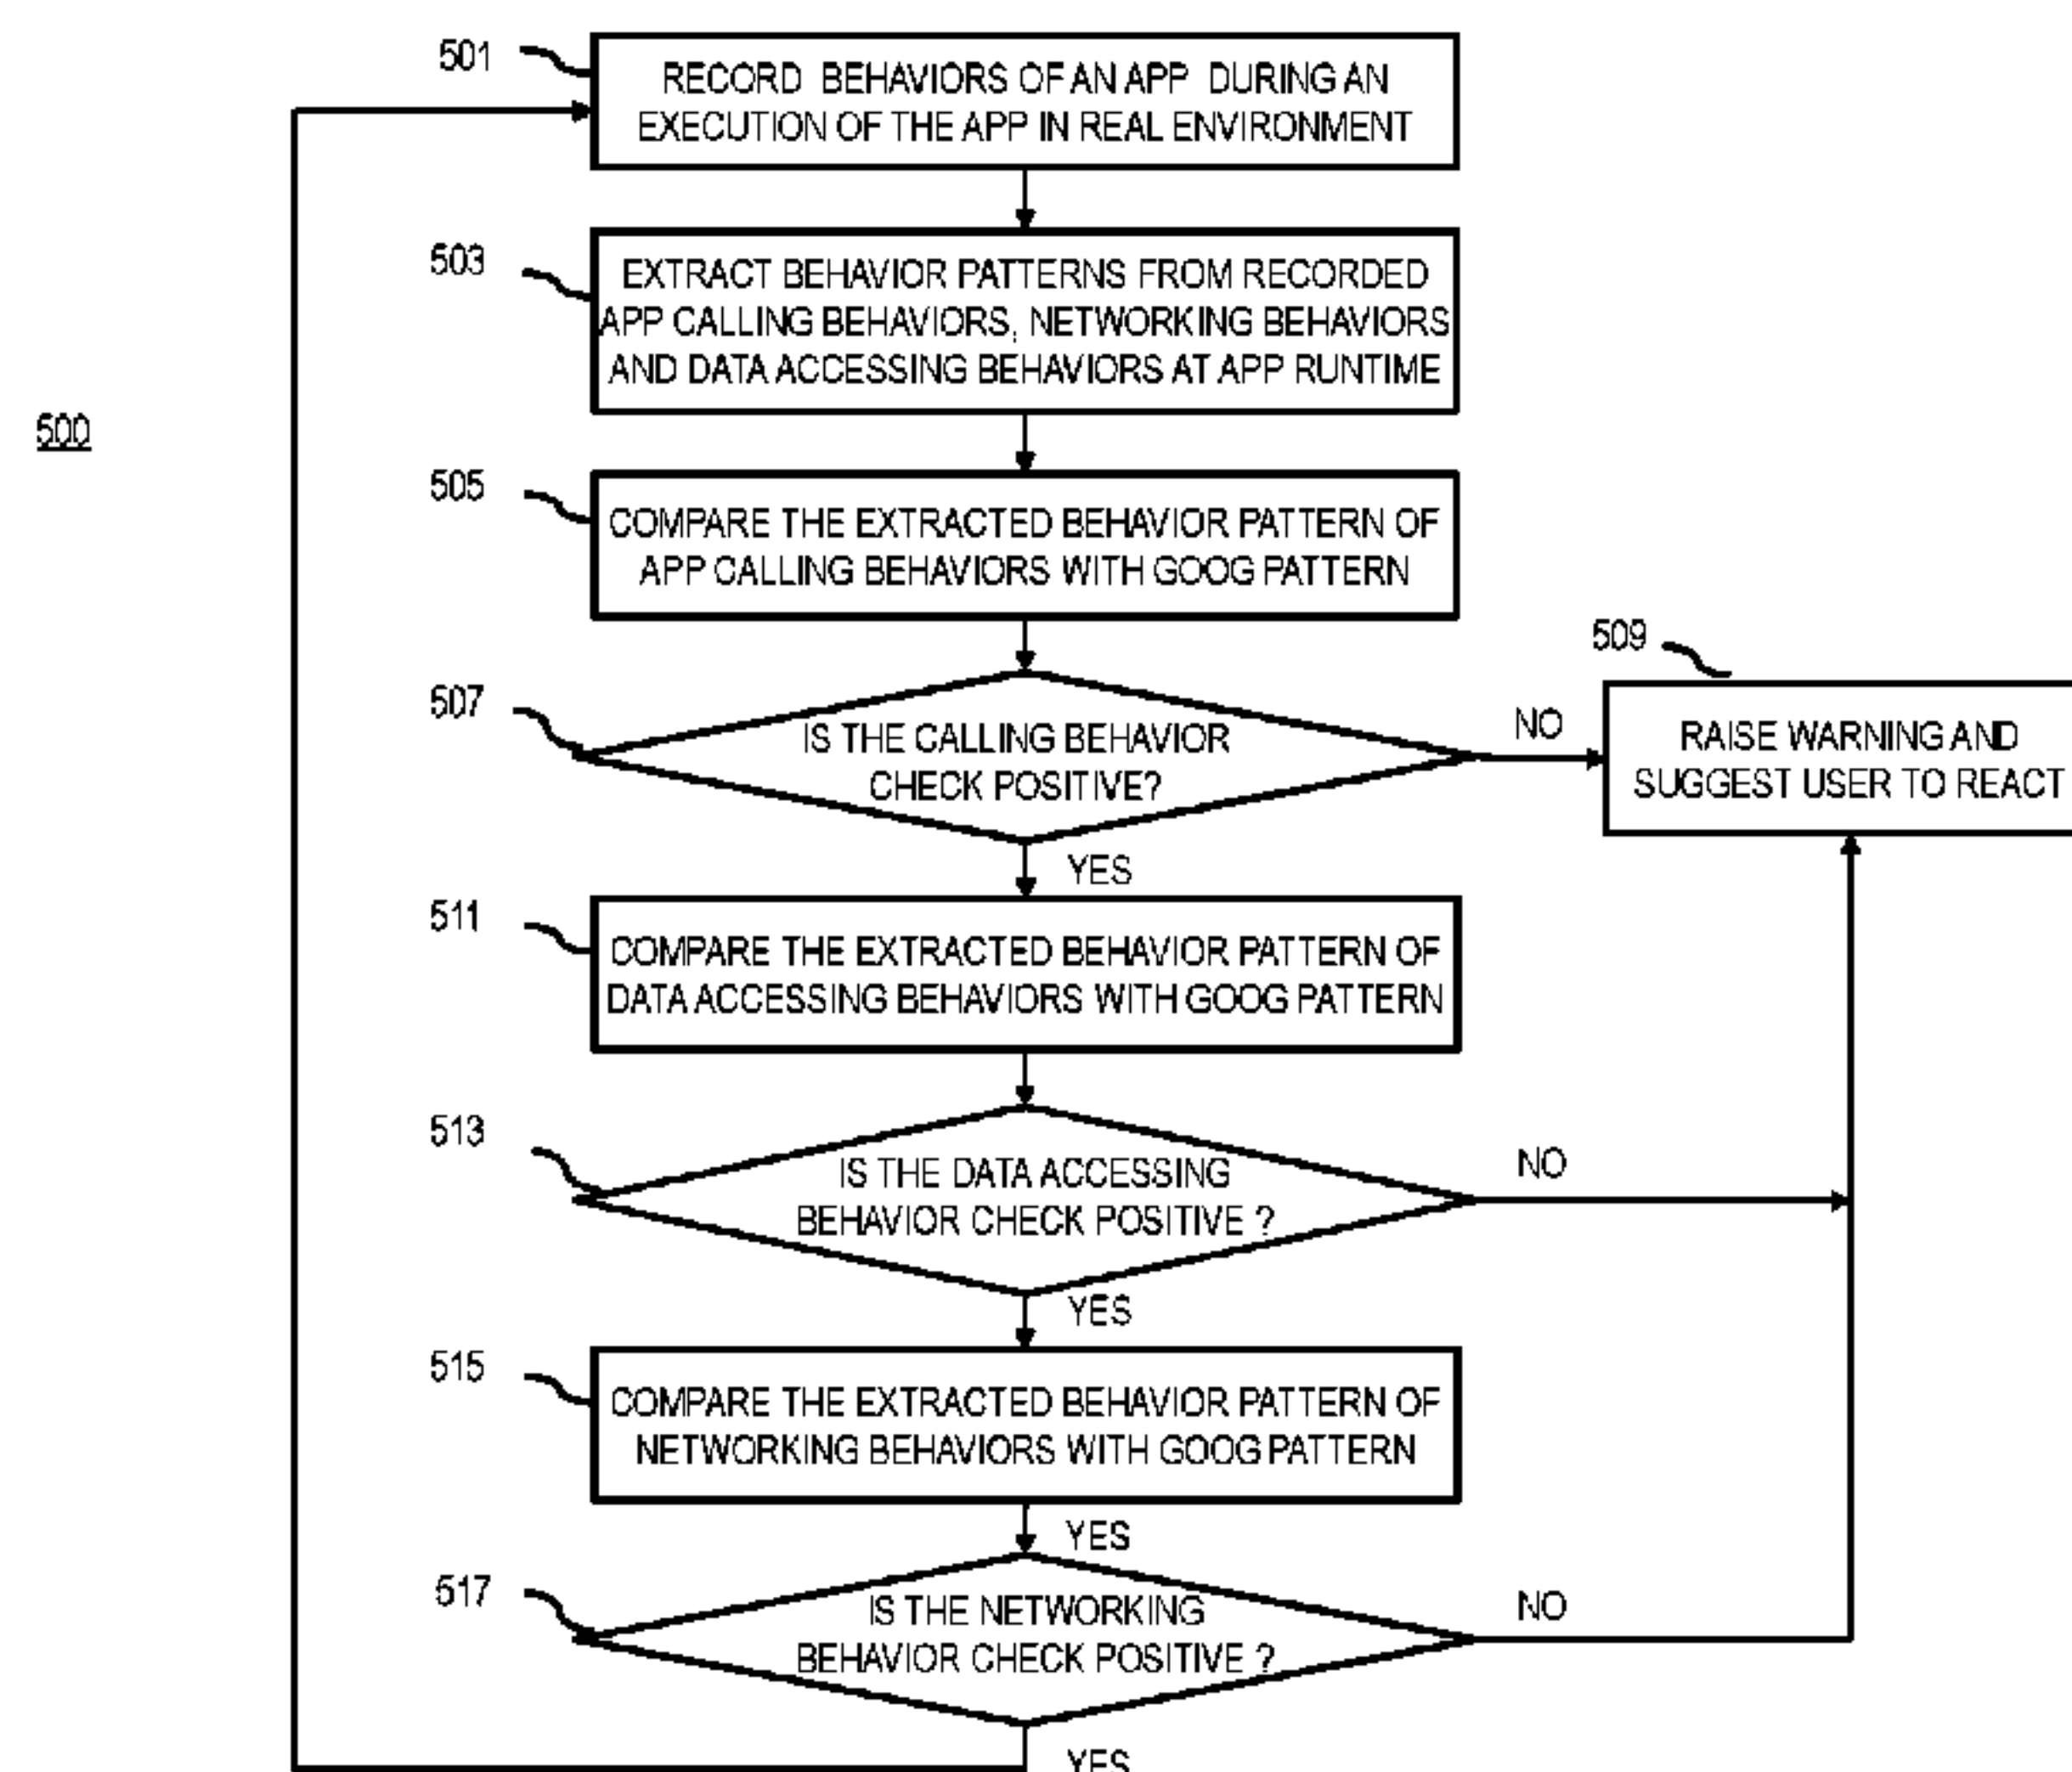 501
RECORD BEHAVIORS OF AN APP DURING AN
EXECUTION OF THE APP IN REAL ENVIRONMENT
503
EXTRACT BEHAVIOR PATTERNS FROM RECORDED
APP CALLING BEHAVIORS, NETWORKING BEHAVIORS
AND DATA ACCESSING BEHAVIORS AT APP RUNTIME
500
505
COMPARE THE EXTRACTED BEHAVIOR PATTERN OF
APP CALLING BEHAVIORS WITH GOOG PATTERN
507
IS THE CALLING BEHAVIOR
CHECK POSITIVE?
NO
509
RAISE WARNING AND
SUGGEST USER TO REACT
YES
511
COMPARE THE EXTRACTED BEHAVIOR PATTERN OF
DATA ACCESSING BEHAVIORS WITH GOOG PATTERN
513
IS THE DATA ACCESSING
BEHAVIOR CHECK POSITIVE ?
NO
YES
515
COMPARE THE EXTRACTED BEHAVIOR PATTERN OF
NETWORKING BEHAVIORS WITH GOOG PATTERN
YES
517
IS THE NETWORKING
BEHAVIOR CHECK POSITIVE ?
NO
YES